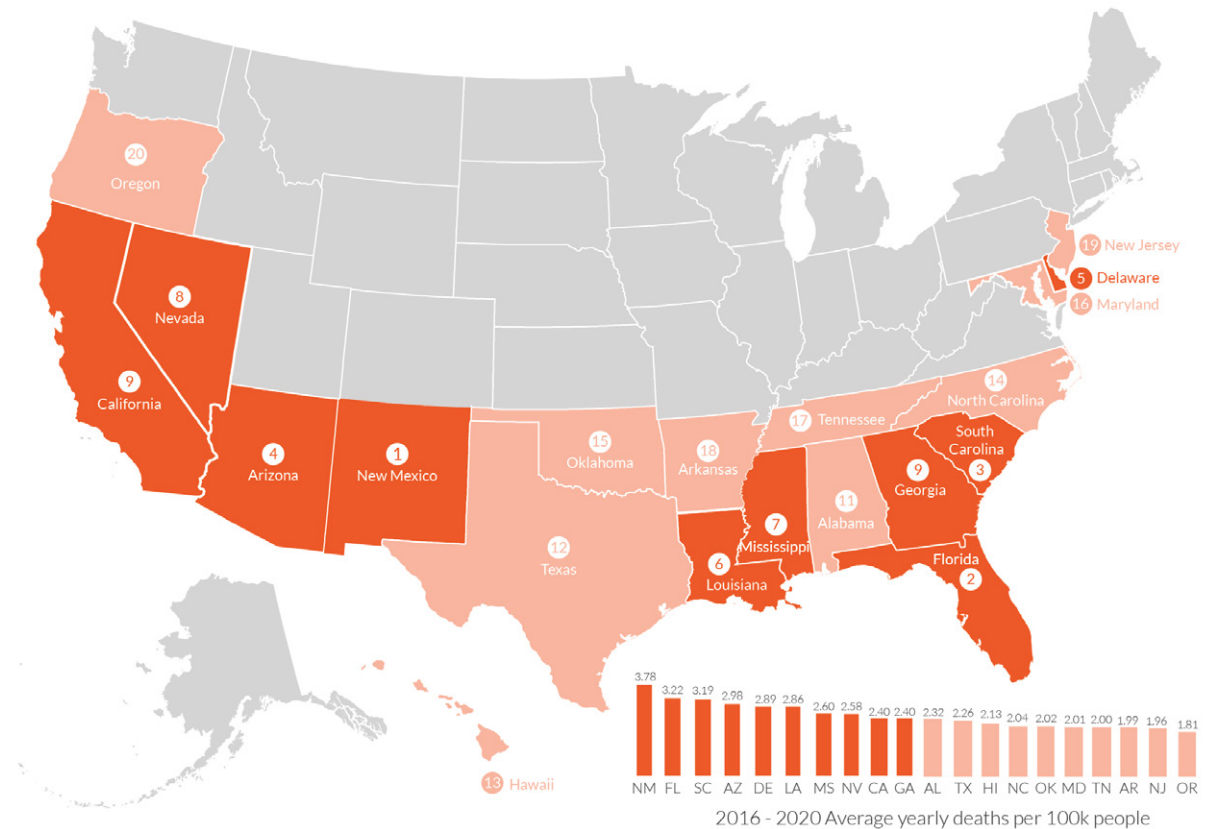 20
Oregon
19 New Jersey
5 Delaware
16 Maryland
8
Nevada
9
California
14
North Carolina
17 Tennessee
4
Arizona
1
New Mexico
15
Oklahoma
18
Arkansas
South
Carolina
3
9
Georgia
11
Alabama
7
Mississippi
12
Texas
6
Louisiana
Florida
2
13 Hawaii
3.78 3.22 3.19 2.98 2.89 2.86 2.60 2.58 2.40 2.40 2.32 2.26 2.13 2.04 2.02 2.01 2.00 1.99 1.96 1.81
NM FL SC AZ DE LA MS NV CA GA AL TX HI NC OK MD TN AR NJ OR
2016 - 2020 Average yearly deaths per 100k people